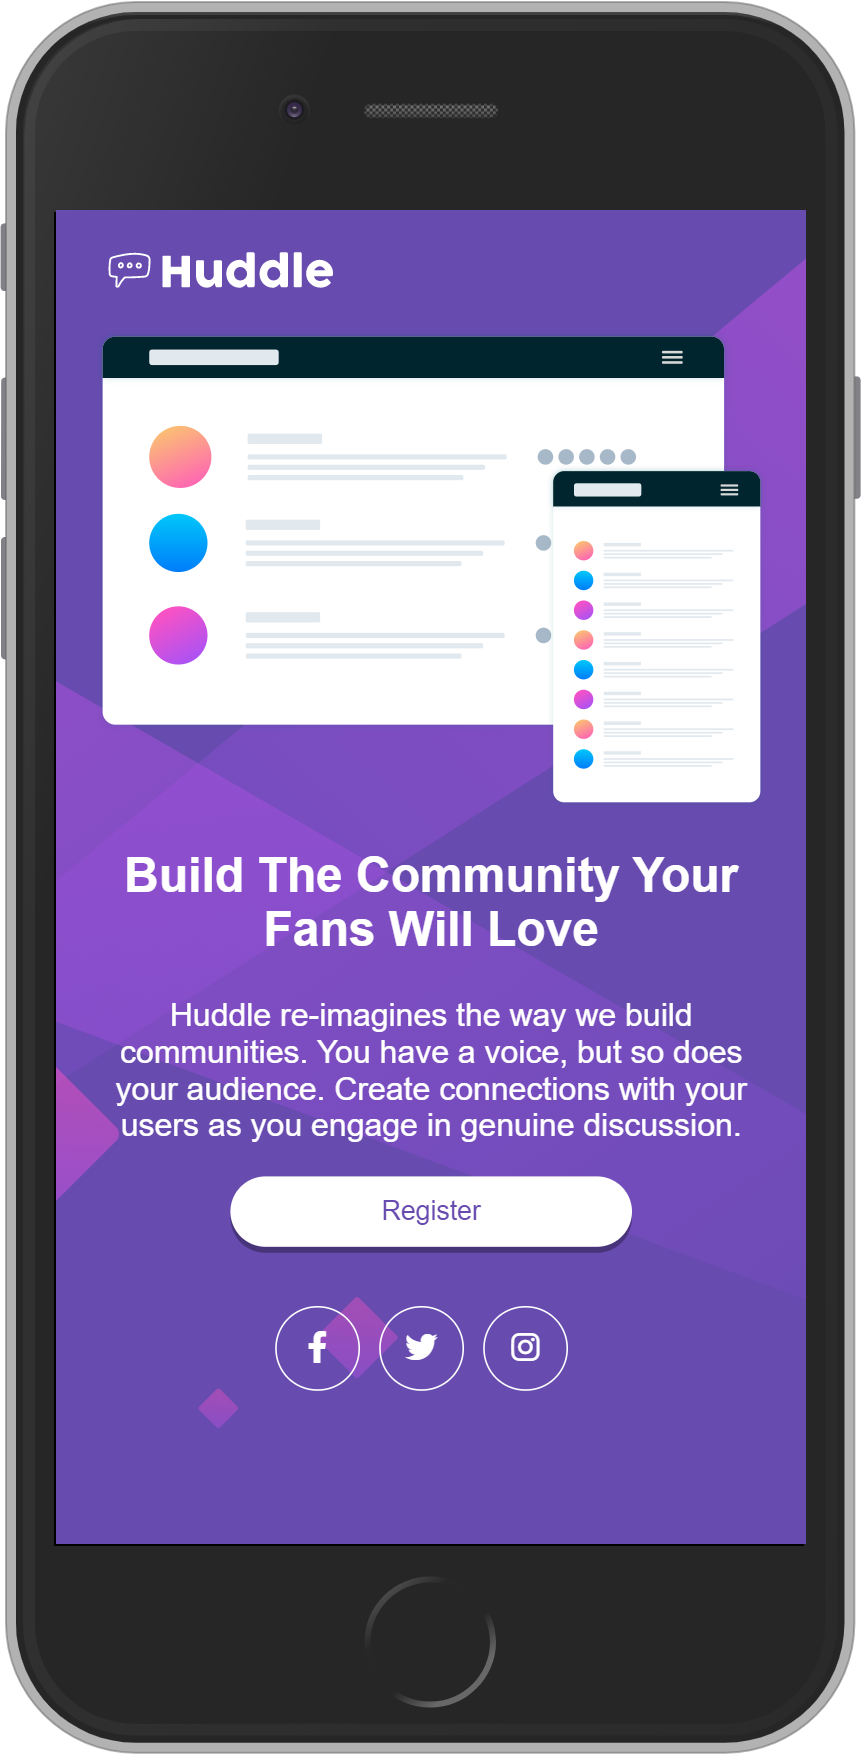 Huddle
Build The Community Your
Fans Will Love
Huddle re-imagines the way we build
communities. You have a voice, but so does
your audience. Create connections with your
users as you engage in genuine discussion.
Register